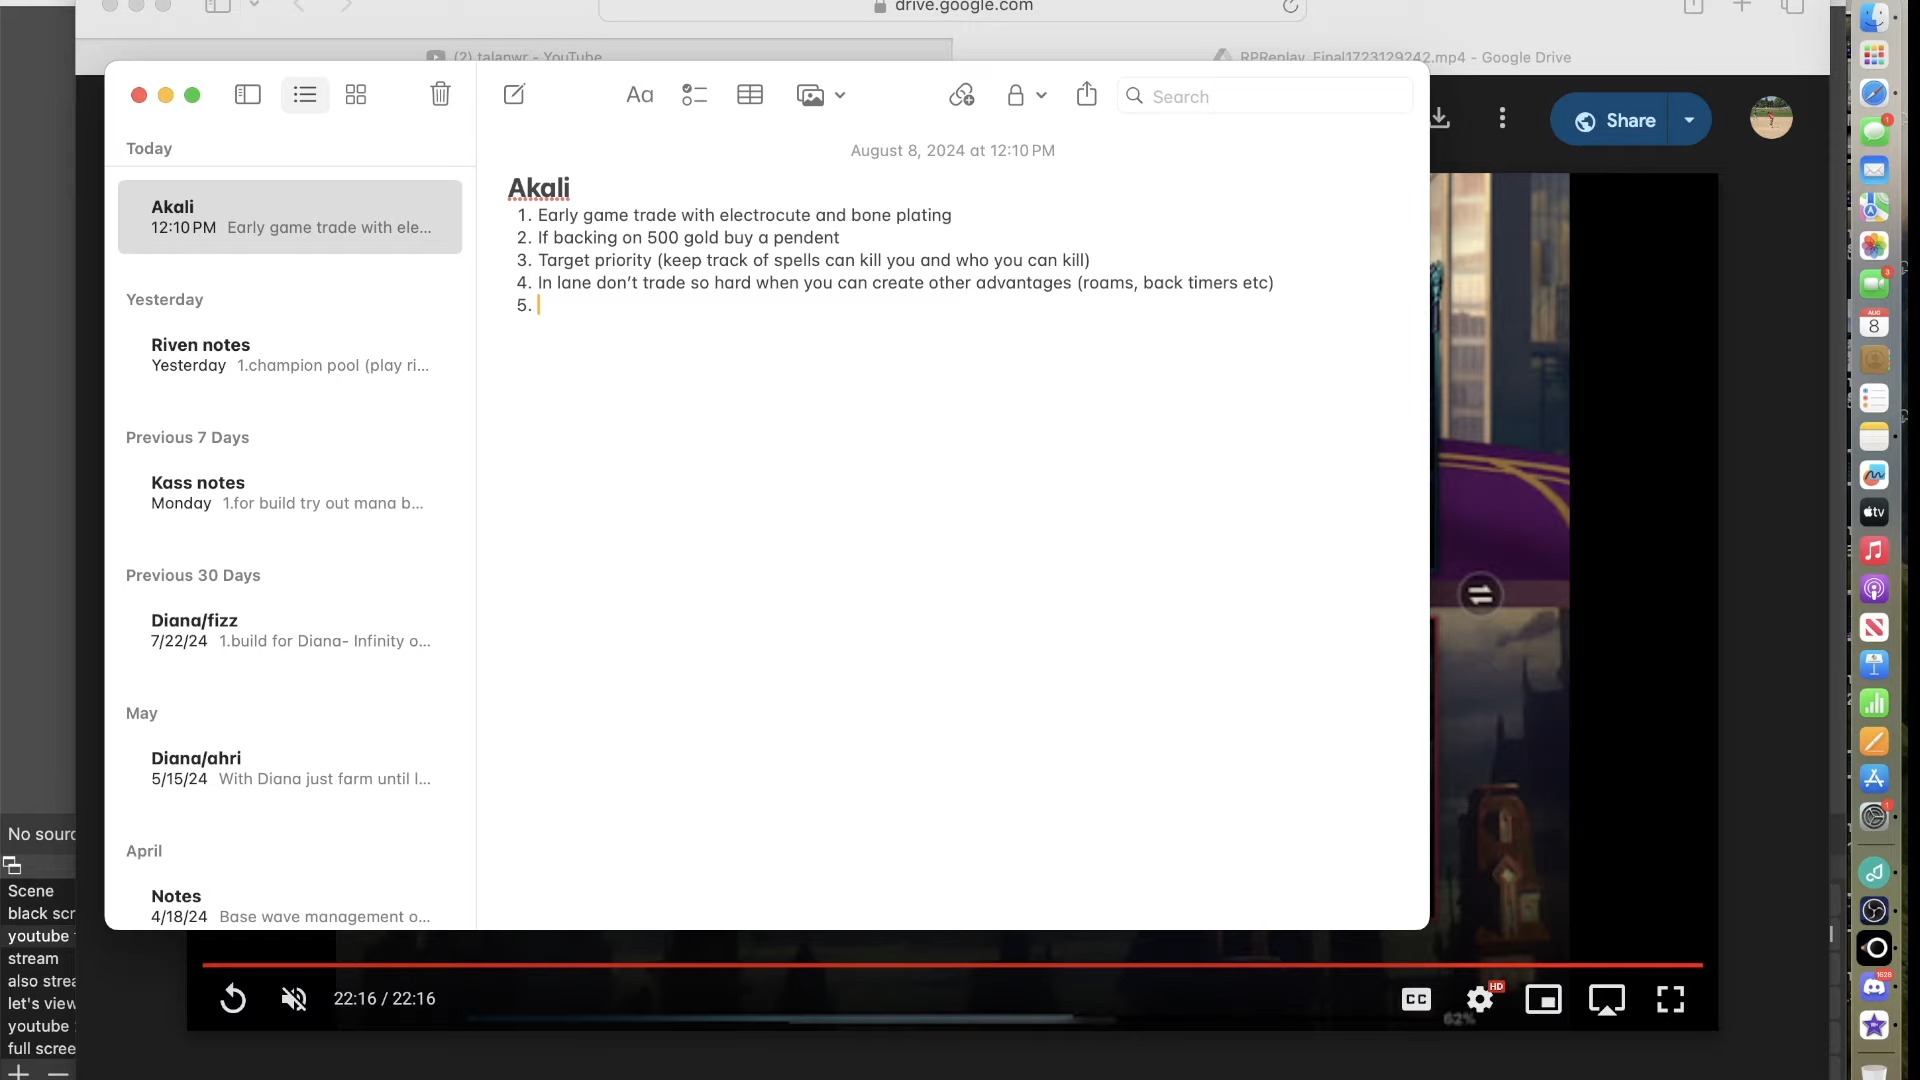 drive.google.com
(2) talanwr - YouTube
RPReplay_Final1723129242.mp4 - Google Drive
Aa
Search
Share
Today
Akali
12:10 PM Early game trade with ele...
Yesterday
Riven notes
Yesterday 1.champion pool (play ri...
Previous 7 Days
Kass notes
Monday 1.for build try out mana b...
Previous 30 Days
Diana/fizz
7/22/24 1.build for Diana- Infinity o...
May
Diana/ahri
5/15/24 With Diana just farm until l...
April
Notes
4/18/24 Base wave management o...
August 8, 2024 at 12:10 PM
Akali
1. Early game trade with electrocute and bone plating
2. If backing on 500 gold buy a pendent
3. Target priority (keep track of spells can kill you and who you can kill)
4. In lane don't trade so hard when you can create other advantages (roams, back timers etc)
5.
No sourc
Scene
black scr
youtube
stream
also strea
let's view
youtube
full scree
22:16 / 22:16
CC
HD
62%
1
3
AUG
8
tv
1
1628